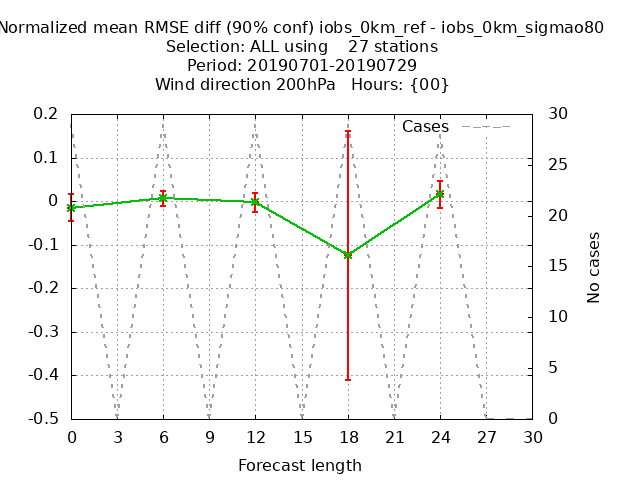 Normalized mean RMSE diff (90% conf) iobs_0km_ref - iobs_0km_sigmao80
Selection: ALL using 27 stations
Period: 20190701-20190729
Wind direction 200hPa Hours: {00}
Cases
0.2
0.1
0
-0.1
-0.2
-0.3
-0.4
-0.5
30
25
20
15
10
5
0
No cases
0 3 6 9 12 15 18 21 24 27 30
Forecast length